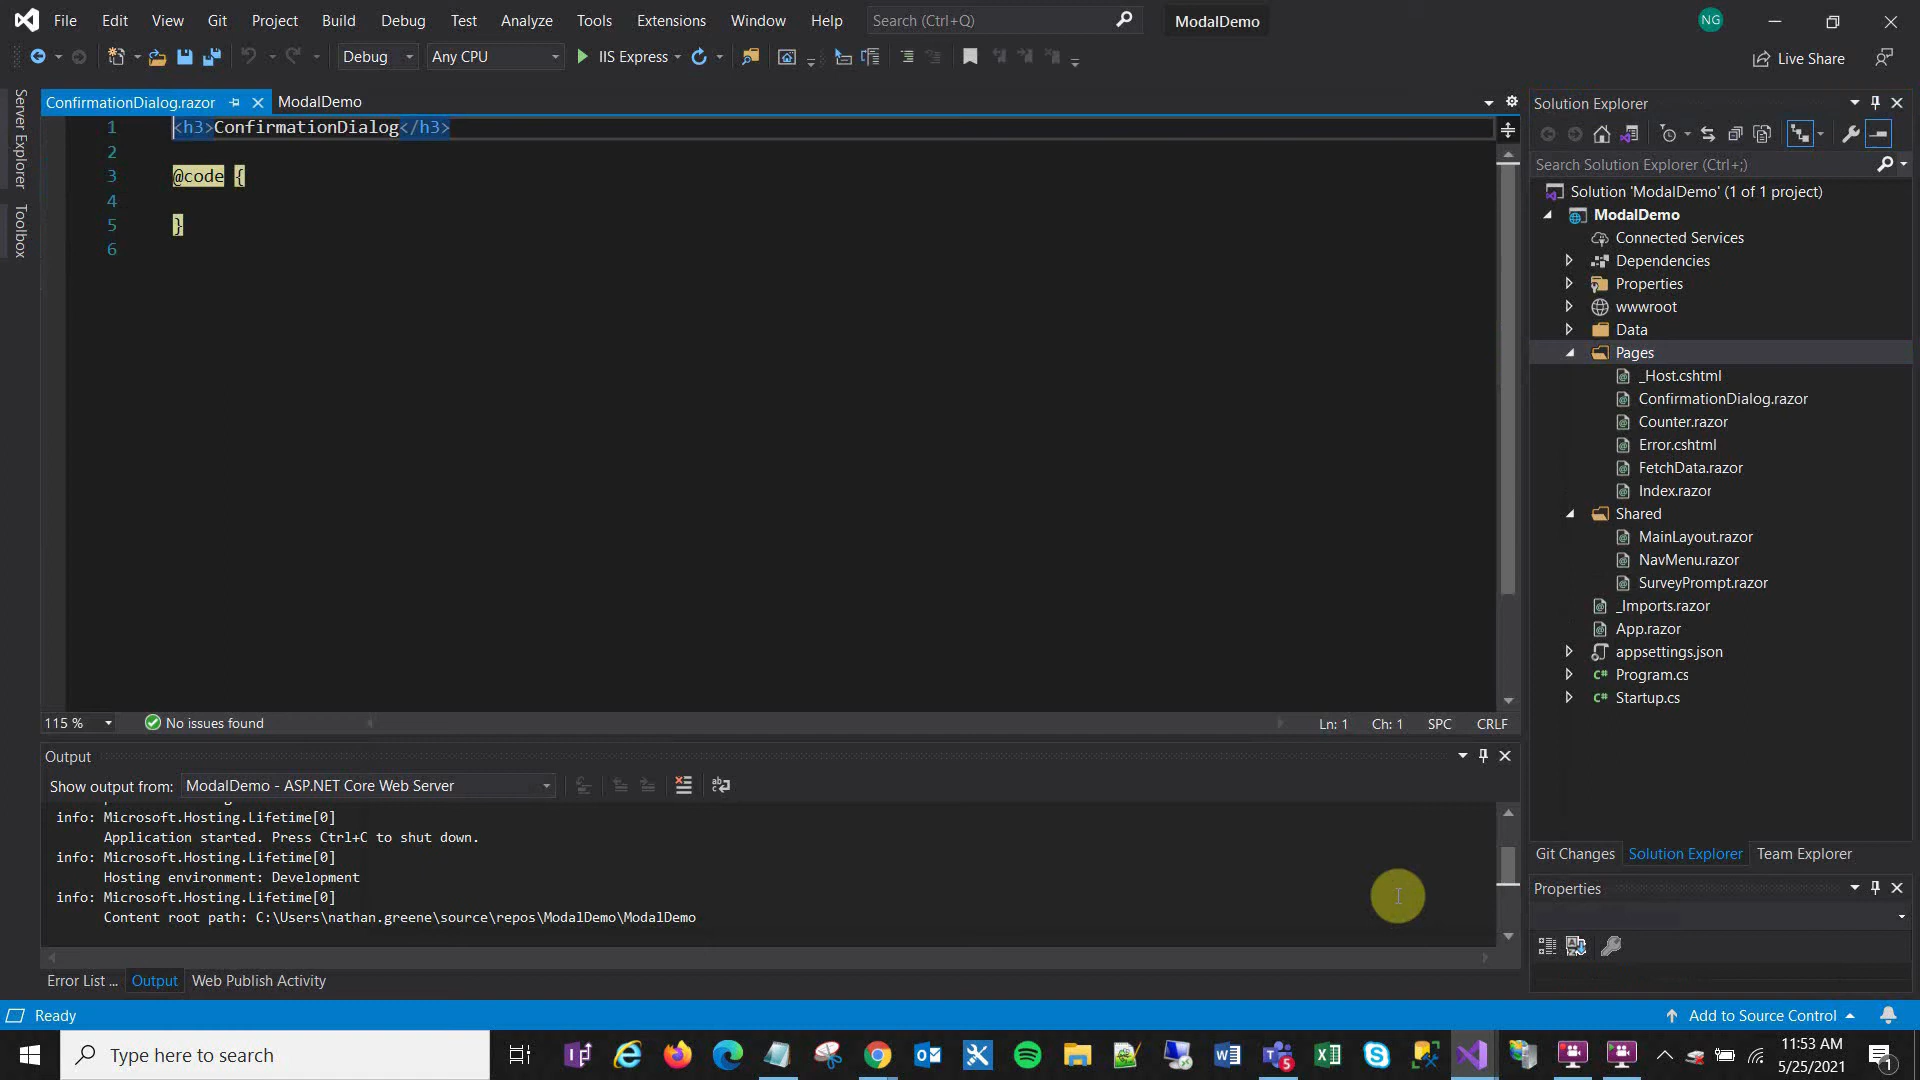 File Edit View Git Project Build Debug Test Analyze Tools Extensions Window Help Search (Ctrl+Q) ModalDemo NG
Debug Any CPU IIS Express Live Share
Server Explorer
Toolbox
ConfirmationDialog.razor ModalDemo
1 <h3>ConfirmationDialog</h3>
2
3 @code {
4
5 }
6
115 % No issues found Ln: 1 Ch: 1 SPC CRLF
Output
Show output from: ModalDemo - ASP.NET Core Web Server
info: Microsoft.Hosting.Lifetime[0]
Application started. Press Ctrl+C to shut down.
info: Microsoft.Hosting.Lifetime[0]
Hosting environment: Development
info: Microsoft.Hosting.Lifetime[0]
Content root path: C:\Users\nathan.greene\source\repos\ModalDemo\ModalDemo
Error List ... Output Web Publish Activity
Solution Explorer
Search Solution Explorer (Ctrl+;)
Solution 'ModalDemo' (1 of 1 project)
ModalDemo
Connected Services
Dependencies
Properties
wwwroot
Data
Pages
_Host.cshtml
ConfirmationDialog.razor
Counter.razor
Error.cshtml
FetchData.razor
Index.razor
Shared
MainLayout.razor
NavMenu.razor
SurveyPrompt.razor
_Imports.razor
App.razor
appsettings.json
C# Program.cs
C# Startup.cs
Git Changes Solution Explorer Team Explorer
Properties
Ready Add to Source Control
Type here to search
11:53 AM
5/25/2021